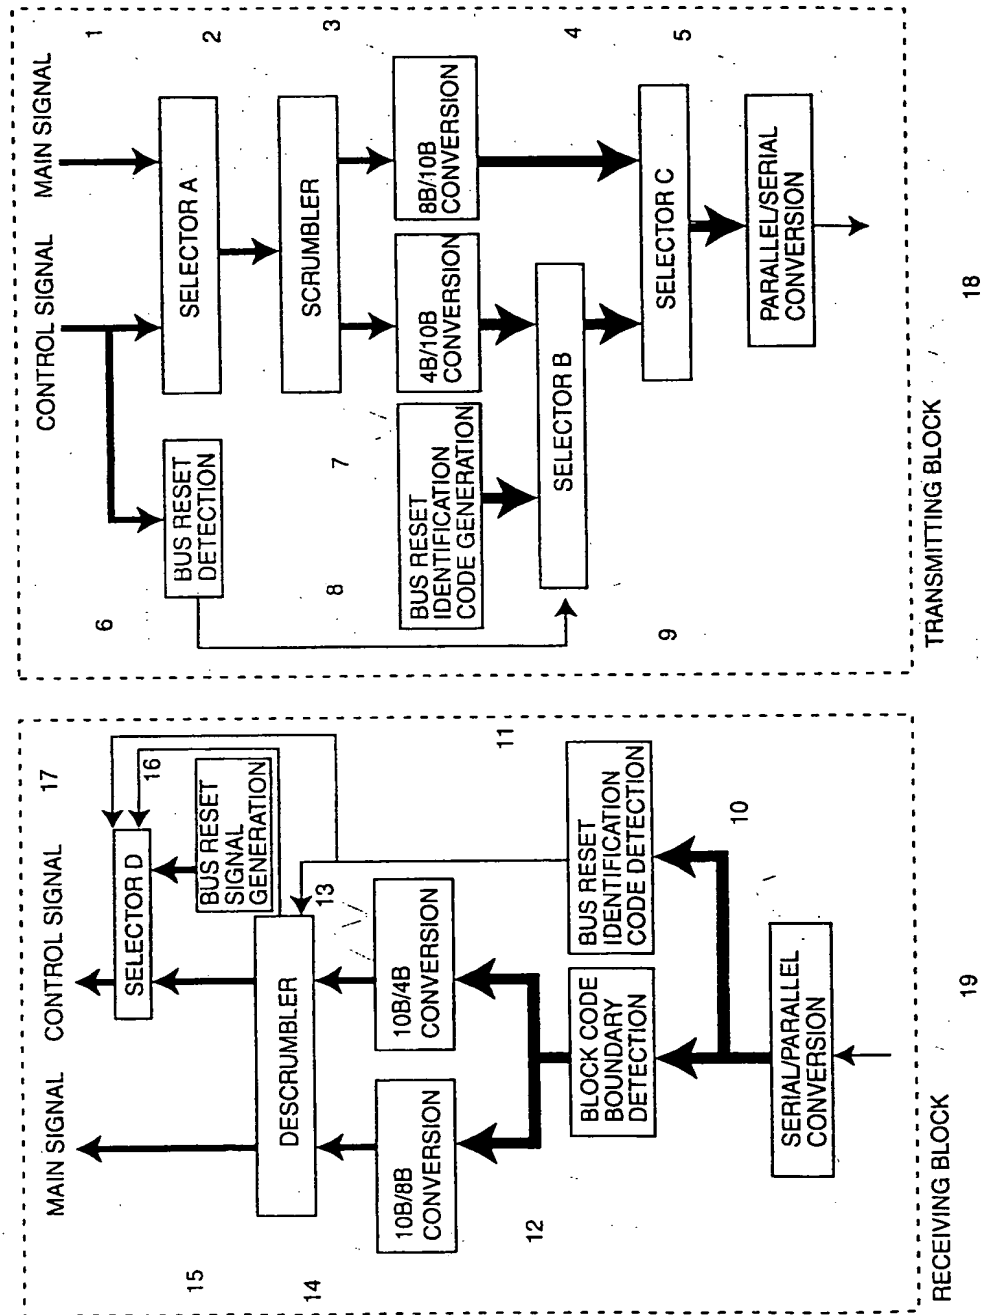 MAIN SIGNAL
CONTROL SIGNAL
1
2
3
4
5
6
7
8
9
SELECTOR A
BUS RESET
DETECTION
SCRUMBLER
8B/10B
CONVERSION
4B/10B
CONVERSION
BUS RESET
IDENTIFICATION
CODE GENERATION
SELECTOR B
SELECTOR C
PARALLEL/SERIAL
CONVERSION
TRANSMITTING BLOCK
18
MAIN SIGNAL
CONTROL SIGNAL
17
16
15
14
13
12
11
10
SELECTOR D
BUS RESET
SIGNAL
GENERATION
DESCRUMBLER
10B/8B
CONVERSION
10B/4B
CONVERSION
BLOCK CODE
BOUNDARY
DETECTION
BUS RESET
IDENTIFICATION
CODE DETECTION
SERIAL/PARALLEL
CONVERSION
RECEIVING BLOCK
19